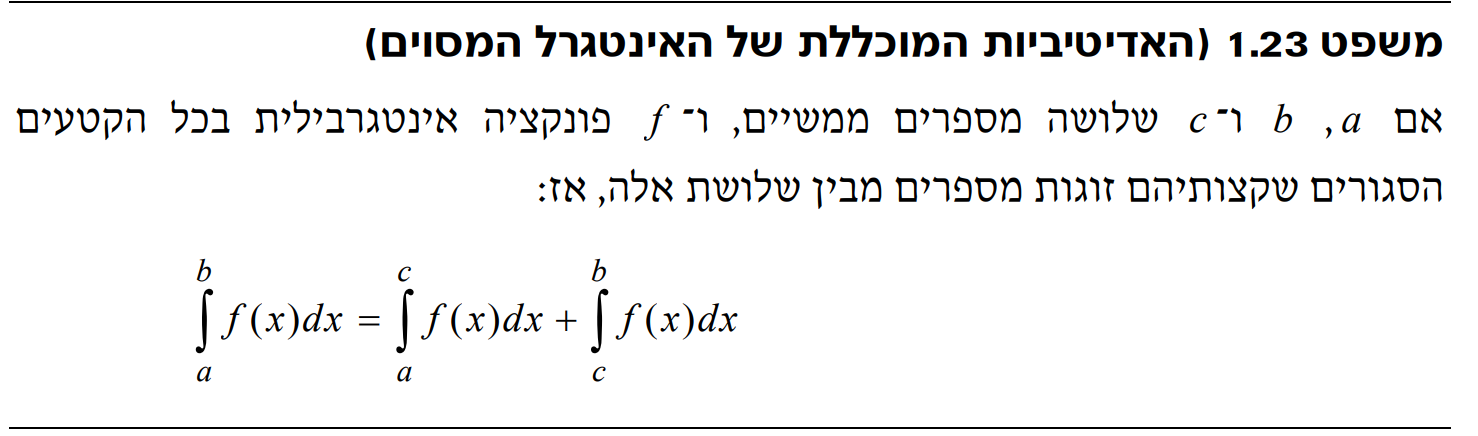 משפט 1.23 (האדיטיביות המוכללת של האינטגרל המסוים)
אם a, b ו־c שלושה מספרים ממשיים, ו־f פונקציה אינטגרבילית בכל הקטעים
הסגורים שקצותיהם זוגות מספרים מבין שלושת אלה, אז:
\int_a^b f(x)dx = \int_a^c f(x)dx + \int_c^b f(x)dx